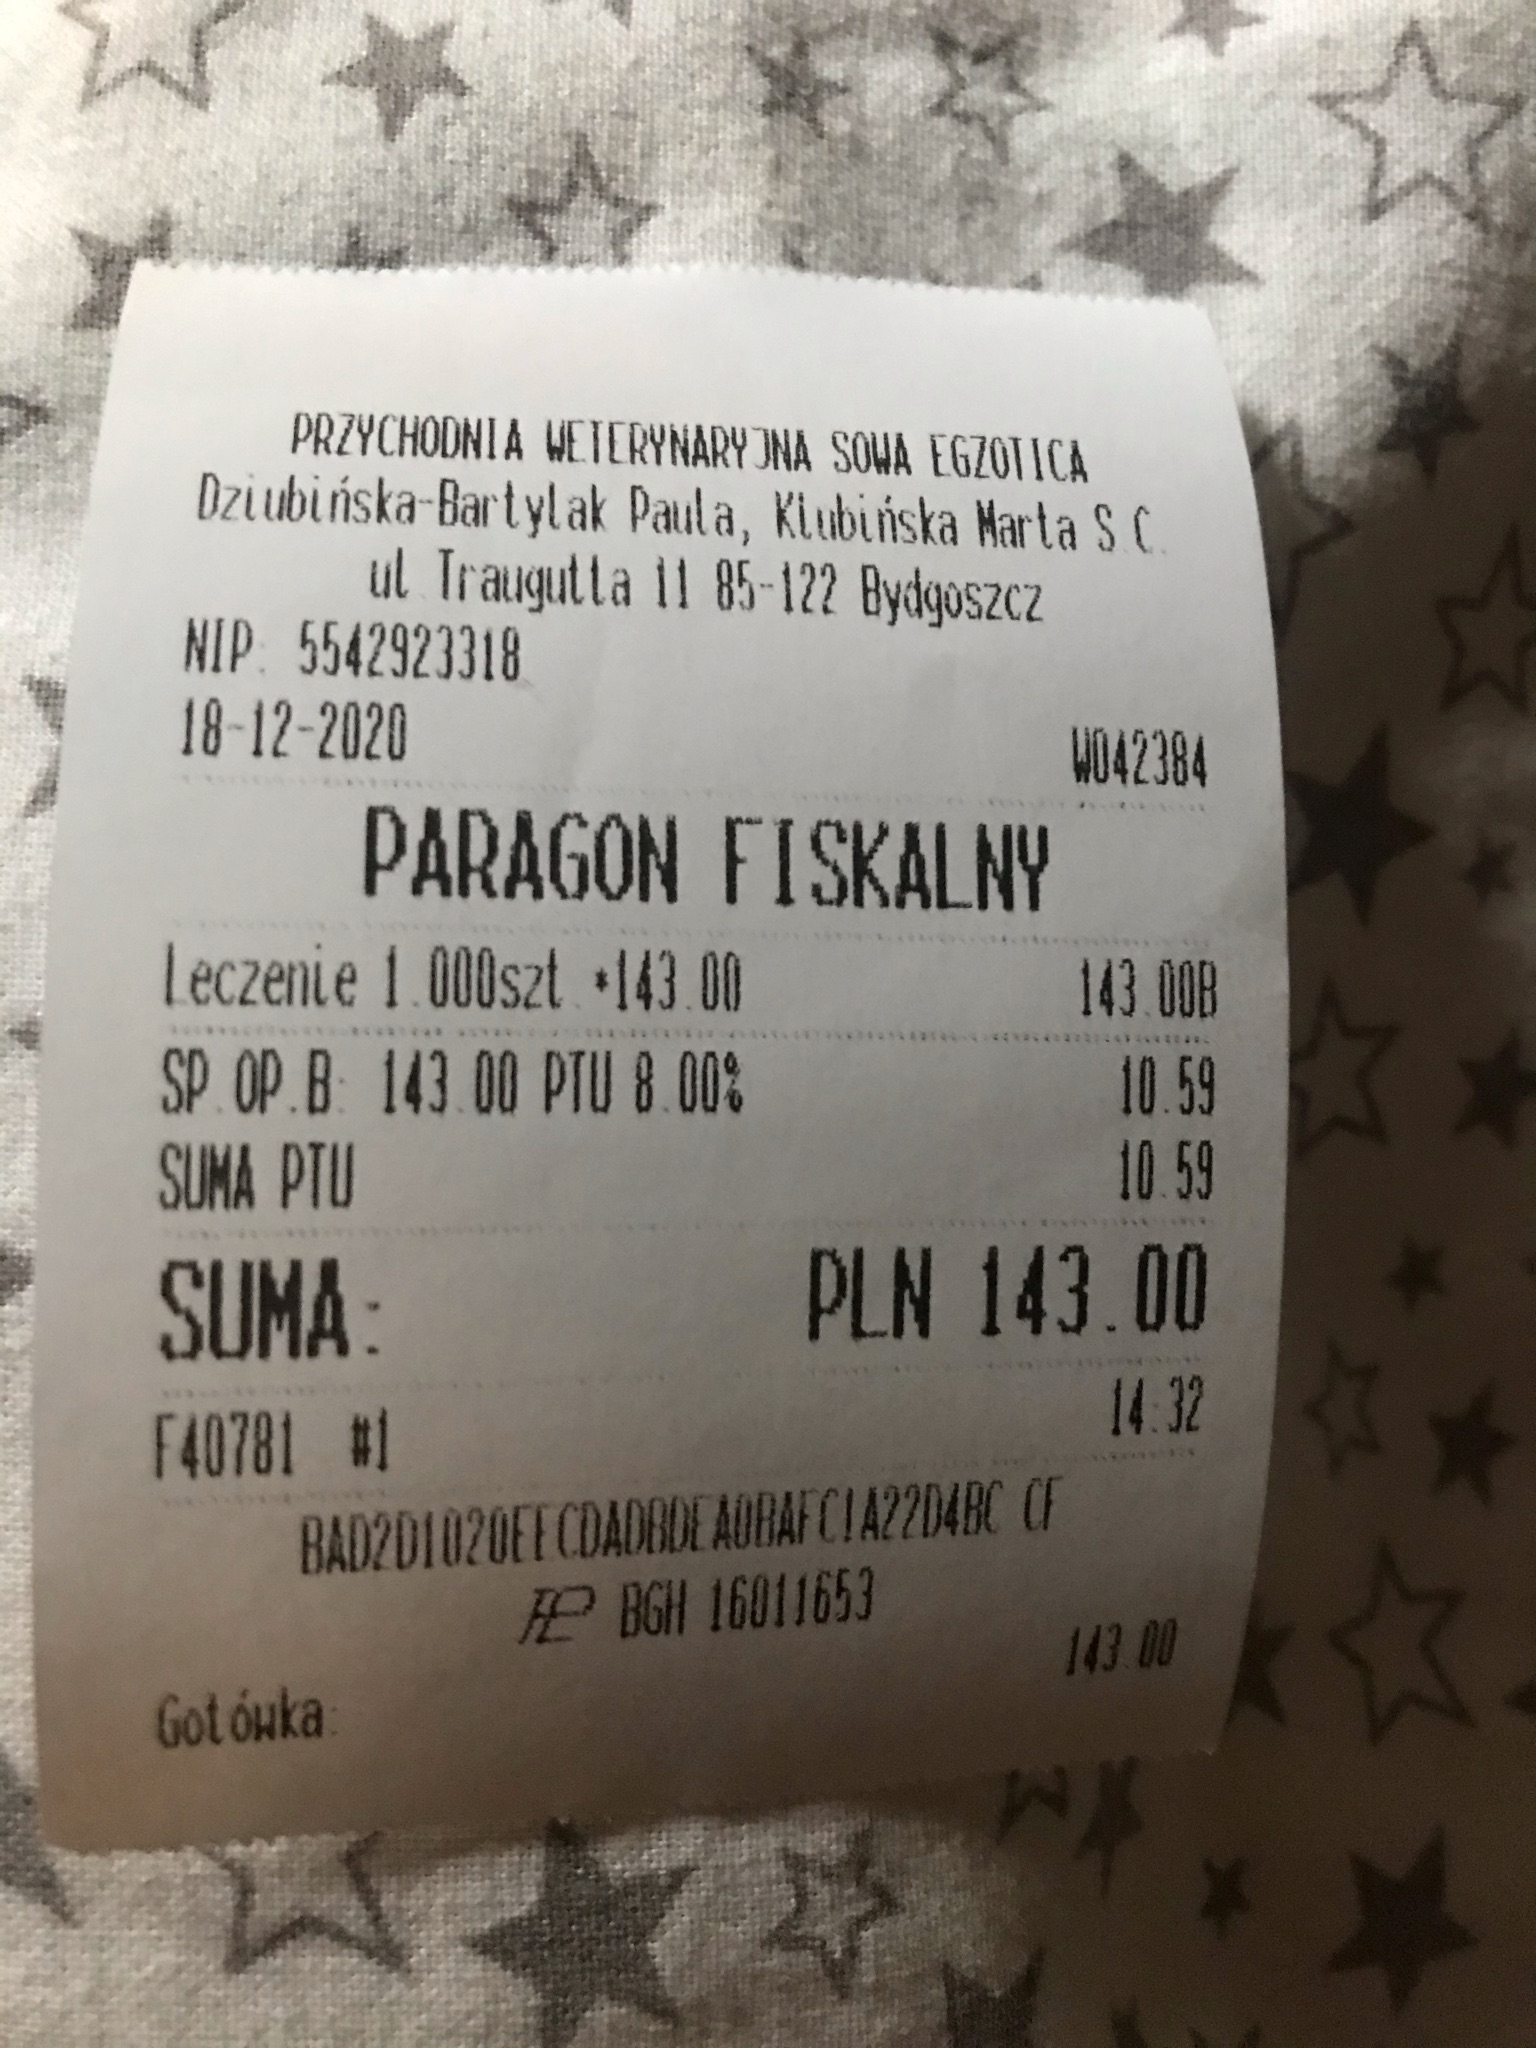 PRZYCHODNIA WETERYNARYJNA SOWA EGZOTICA
Dziubińska-Bartylak Paula, Klubińska Marta S.C.
ul Traugutta 11 85-122 Bydgoszcz
NIP: 5542923318
18-12-2020 W042384
PARAGON FISKALNY
Leczenie 1.000szt.*143.00 143.00B
SP.OP.B: 143.00 PTU 8.00% 10.59
SUMA PTU 10.59
SUMA: PLN 143.00
F40781 #1 14:32
CF
BGH 16011653
Gotówka: 143.00